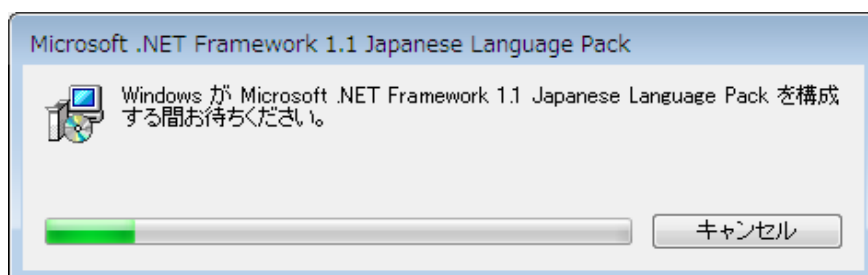 Microsoft .NET Framework 1.1 Japanese Language Pack
Windows が Microsoft .NET Framework 1.1 Japanese Language Pack を構成
する間お待ちください。
キャンセル